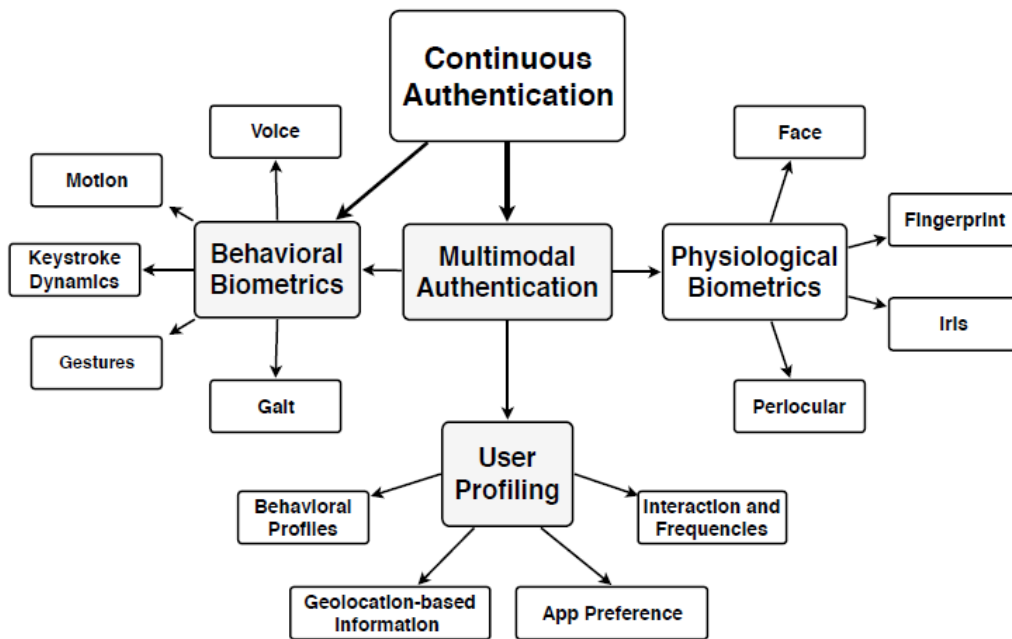 Continuous
Authentication
Voice
Face
Motion
Fingerprint
Keystroke
Dynamics
Behavioral
Biometrics
Multimodal
Authentication
Physiological
Biometrics
Iris
Gestures
Gait
Periocular
User
Profiling
Behavioral
Profiles
Interaction and
Frequencies
Geolocation-based
Information
App Preference